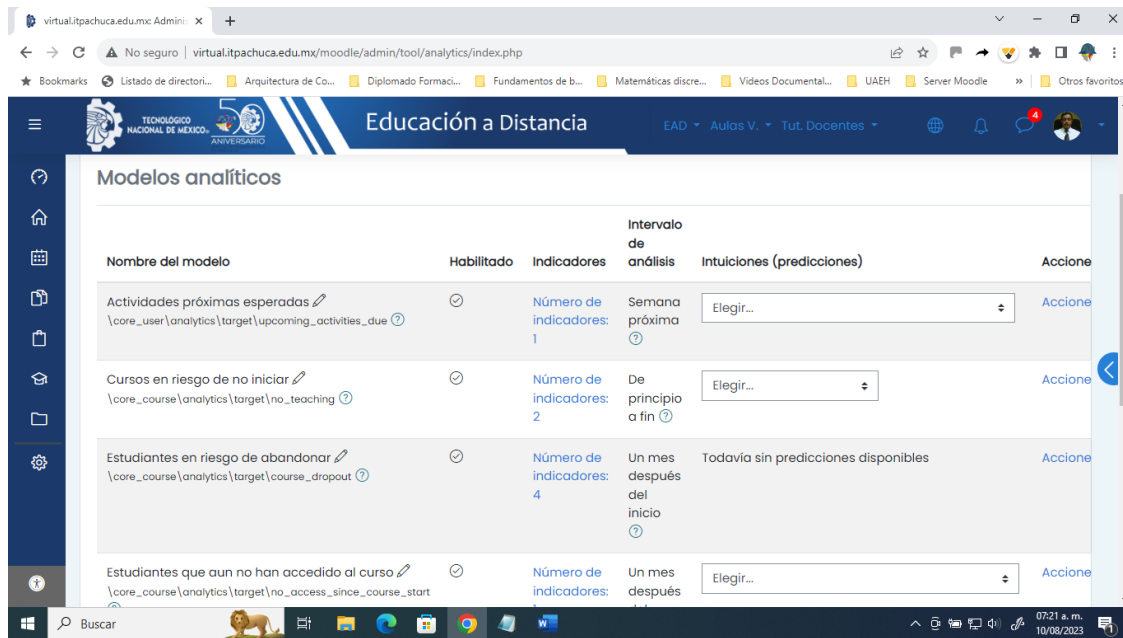 virtual.itpachuca.edu.mx: Adminis
No seguro | virtual.itpachuca.edu.mx/moodle/admin/tool/analytics/index.php
Bookmarks Listado de directori... Arquitectura de Co... Diplomado Formaci... Fundamentos de b... Matemáticas discre... Videos Documental... UAEH Server Moodle » Otros favoritos
TECNOLÓGICO
NACIONAL DE MÉXICO®
50
ANIVERSARIO
Educación a Distancia
EAD Aulas V. Tut. Docentes
4
Modelos analíticos
Nombre del modelo Habilitado Indicadores Intervalo de análisis Intuiciones (predicciones) Accione
Actividades próximas esperadas
\core_user\analytics\target\upcoming_activities_due
Número de
indicadores:
1
Semana
próxima
Elegir...
Accione
Cursos en riesgo de no iniciar
\core_course\analytics\target\no_teaching
Número de
indicadores:
2
De
principio
a fin
Elegir...
Accione
Estudiantes en riesgo de abandonar
\core_course\analytics\target\course_dropout
Número de
indicadores:
4
Un mes
después
del
inicio
Todavía sin predicciones disponibles
Accione
Estudiantes que aun no han accedido al curso
\core_course\analytics\target\no_access_since_course_start
Número de
indicadores:
Un mes
después
Elegir...
Accione
Buscar
07:21 a. m.
10/08/2023
1